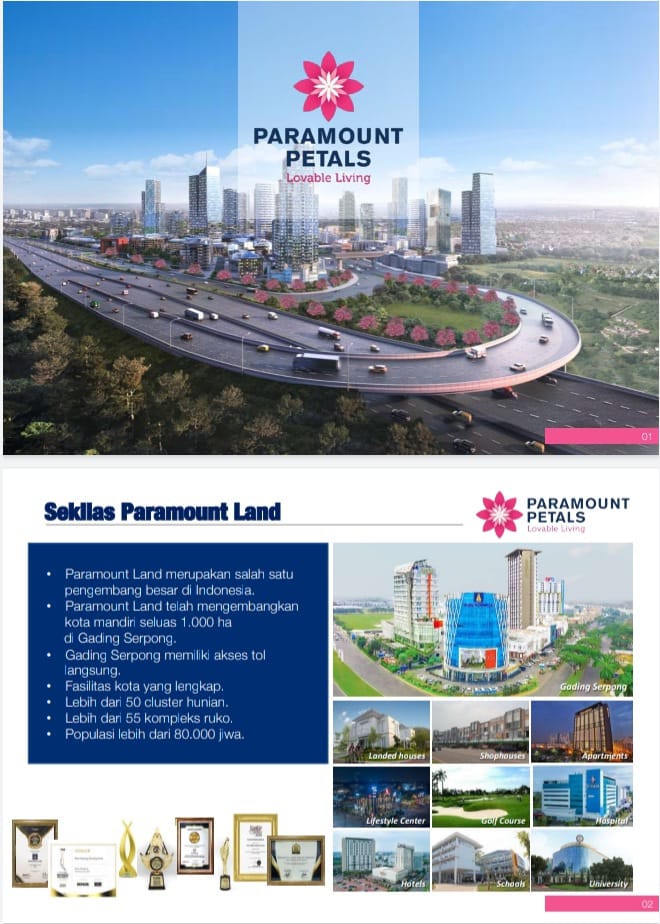 PARAMOUNT
PETALS
Lovable Living
01
Sekilas Paramount Land
PARAMOUNT
PETALS
Lovable Living
• Paramount Land merupakan salah satu
pengembang besar di Indonesia.
• Paramount Land telah mengembangkan
kota mandiri seluas 1.000 ha
di Gading Serpong.
• Gading Serpong memiliki akses tol
langsung.
• Fasilitas kota yang lengkap.
• Lebih dari 50 cluster hunian.
• Lebih dari 55 kompleks ruko.
• Populasi lebih dari 80.000 jiwa.
Gading Serpong
Landed houses
Shophouses
Apartments
Lifestyle Center
Golf Course
Hospital
Hotels
Schools
University
02